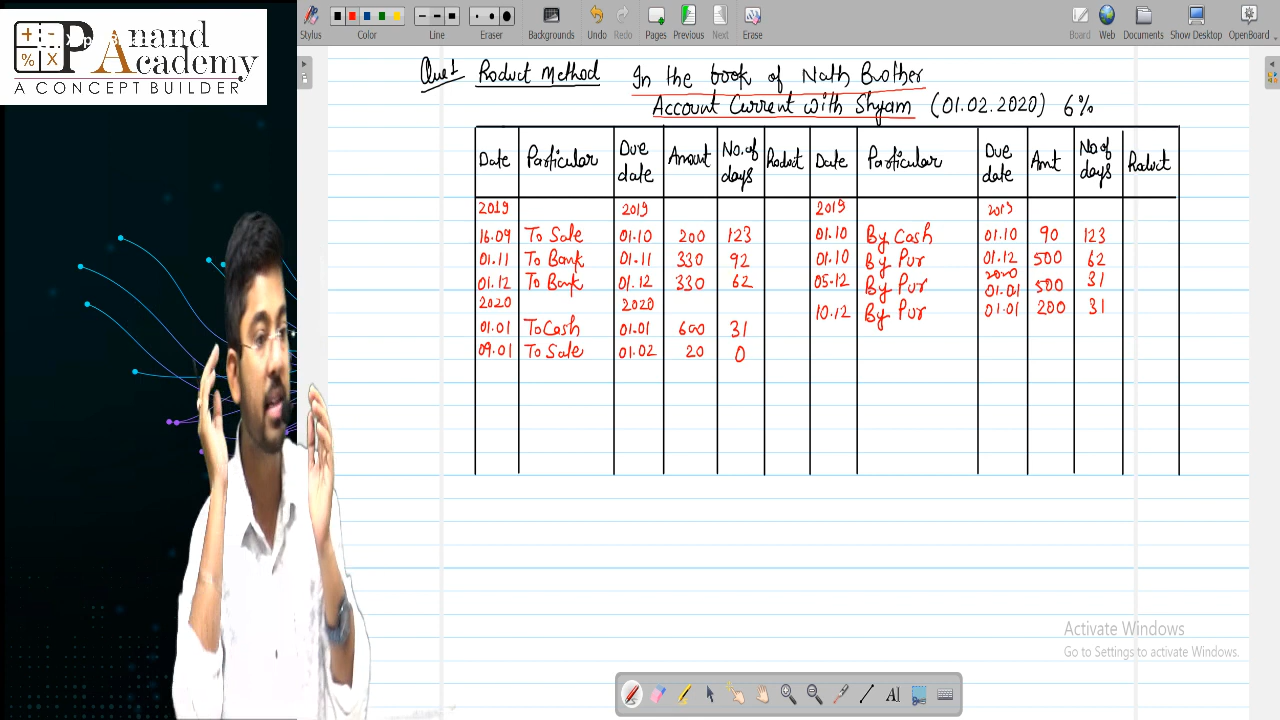 P Anand
Academy
A CONCEPT BUILDER
+ - % X
Stylus Color Line Eraser Backgrounds Undo Redo Pages Previous Next Erase Board Web Documents Show Desktop OpenBoard
Que 1 Product Method In the book of Nath Brother
Account Current with Shyam (01.02.2020) 6%
Date Particular Due date Amount No. of days Product Date Particular Due date Amt No of days Product
2019 2019 2019 2019
16.09 To Sale 01.10 200 123 01.10 By Cash 01.10 90 123
01.11 To Bank 01.11 330 92 01.10 By Pur 01.12 500 62
01.12 To Bank 01.12 330 62 05.12 By Pur 2020 01.01 500 31
2020 2020 10.12 By Pur 01.01 200 31
01.01 To Cash 01.01 600 31
09.01 To Sale 01.02 20 0
Activate Windows
Go to Settings to activate Windows.
AI